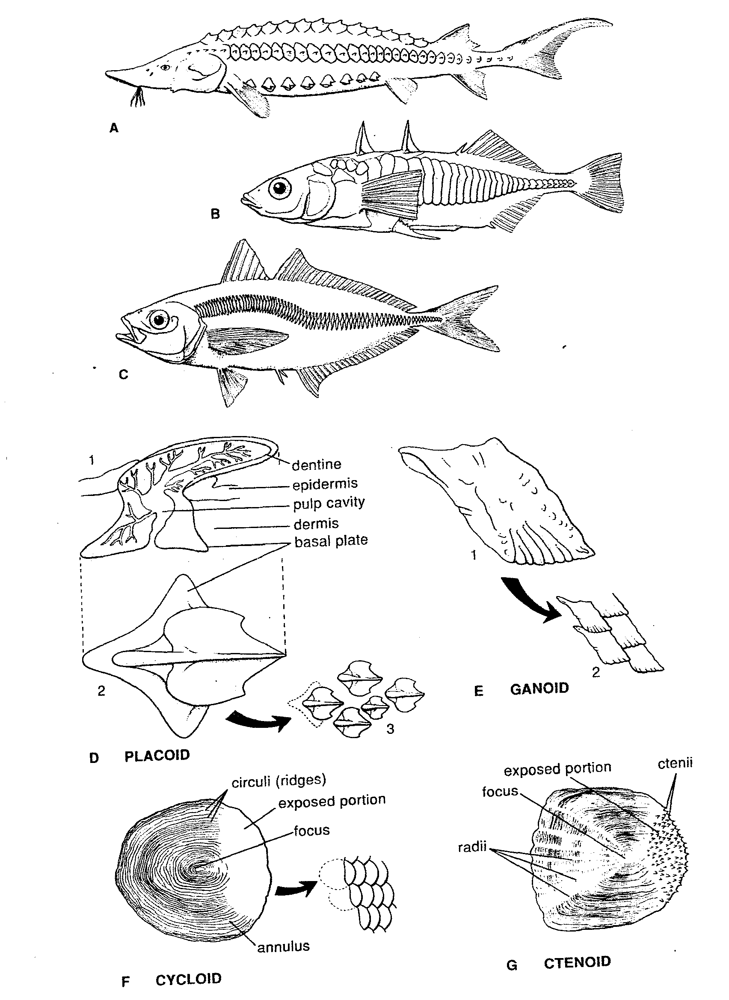 A
B
C
1
dentine
epidermis
pulp cavity
dermis
basal plate
1
2
2
3
E GANOID
D PLACOID
circuli (ridges)
exposed portion
focus
annulus
F CYCLOID
exposed portion
ctenii
focus
radii
G CTENOID